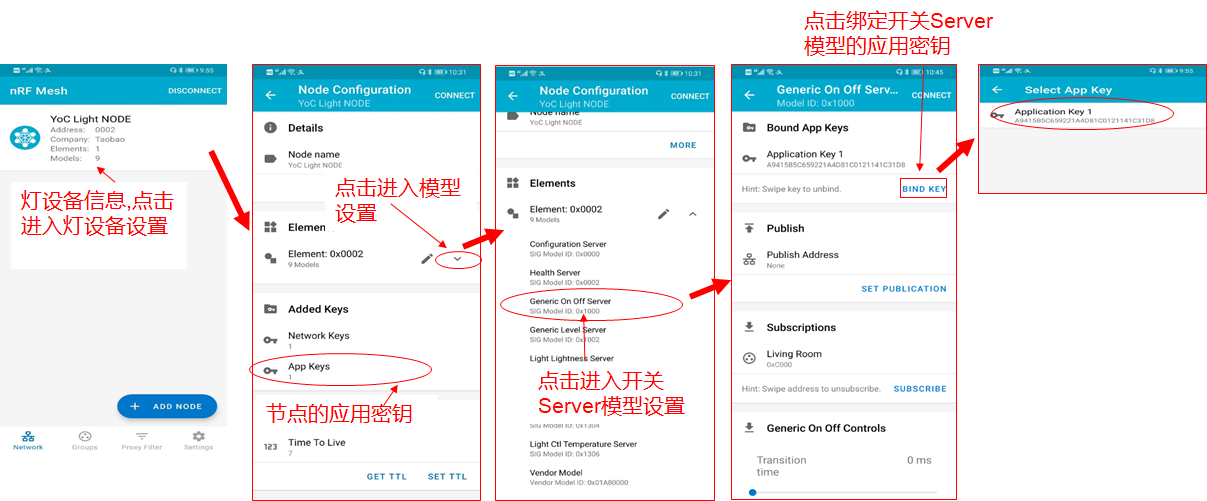 点击绑定开关Server
模型的应用密钥
9:55
nRF Mesh
DISCONNECT
YoC Light NODE
Address: 0002
Company: Taobao
Elements: 1
Models: 9
灯设备信息,点击
进入灯设备设置
ADD NODE
Network
Groups
Proxy Filter
Settings
10:31
Node Configuration
YoC Light NODE
CONNECT
Details
Node name
YoC Light NODE
点击进入模型
设置
Elemen
Element: 0x0002
9 Models
Added Keys
Network Keys
1
App Keys
1
节点的应用密钥
Time To Live
7
GET TTL
SET TTL
10:31
Node Configuration
YoC Light NODE
CONNECT
Node name
YoC Light NODE
MORE
Elements
Element: 0x0002
9 Models
Configuration Server
SIG Model ID: 0x0000
Health Server
SIG Model ID: 0x0002
Generic On Off Server
SIG Model ID: 0x1000
Generic Level Server
SIG Model ID: 0x1002
Light Lightness Server
点击进入开关
Server模型设置
SIG Model ID: 0x1304
Light Ctl Temperature Server
SIG Model ID: 0x1306
Vendor Model
Vendor Model ID: 0x01A80000
10:45
Generic On Off Serv...
Model ID: 0x1000
CONNECT
Bound App Keys
Application Key 1
A9415B5C659221A4D81C0121141C31D8
Hint: Swipe key to unbind.
BIND KEY
Publish
Publish Address
None
SET PUBLICATION
Subscriptions
Living Room
0xC000
Hint: Swipe address to unsubscribe.
SUBSCRIBE
Generic On Off Controls
Transition
time
0 ms
9:55
Select App Key
Application Key 1
A9415B5C659221A4D81C0121141C31D8